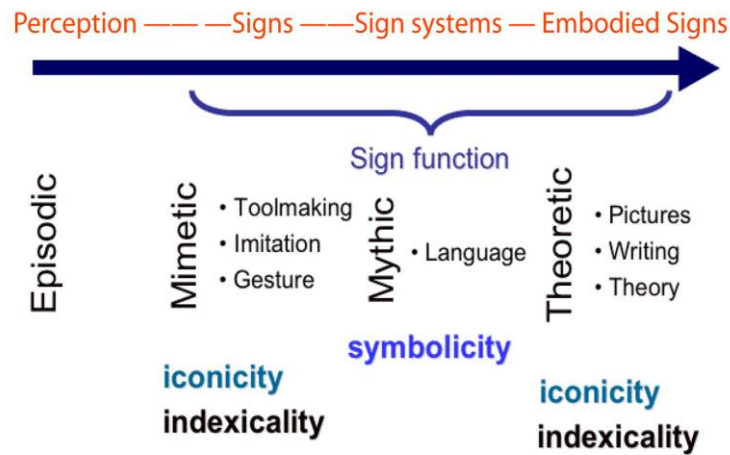 Perception —— —Signs ——Sign systems — Embodied Signs
Sign function
Episodic
Mimetic
• Toolmaking
• Imitation
• Gesture
iconicity
indexicality
Mythic
• Language
symbolicity
Theoretic
• Pictures
• Writing
• Theory
iconicity
indexicality